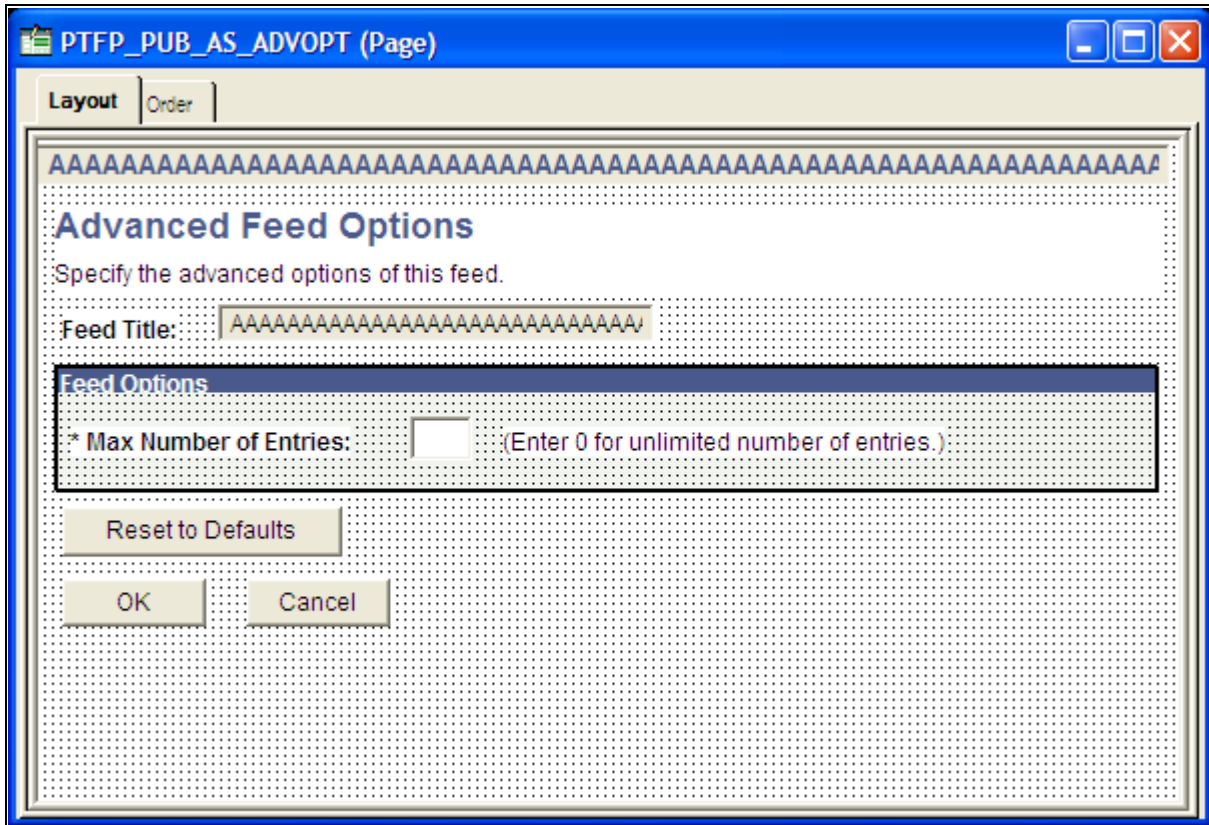 PTFP_PUB_AS_ADVOPT (Page)
Layout Order
AAAAAAAAAAAAAAAAAAAAAAAAAAAAAAAAAAAAAAAAAAAAAAAAAAAAAAAAAAAAAA
Advanced Feed Options
Specify the advanced options of this feed.
Feed Title: AAAAAAAAAAAAAAAAAAAAAAAAAAAAAA
Feed Options
* Max Number of Entries: (Enter 0 for unlimited number of entries.)
Reset to Defaults
OK Cancel